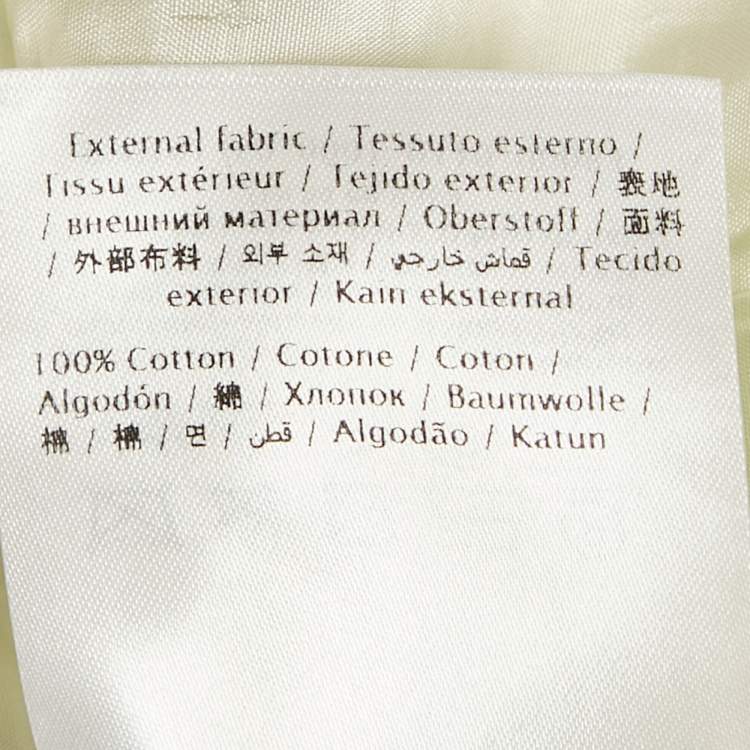 External fabric / Tessuto esterno /
Tissu extérieur / Tejido exterior / 表地
/ внешний материал / Oberstoff / 面料
/ 外部布料 / 외부 소재 / قماش خارجي / Tecido
exterior / Kain eksternal
100% Cotton / Cotone / Coton /
Algodón / 綿 / Хлопок / Baumwolle /
棉 / 棉 / 면 / قطن / Algodão / Katun